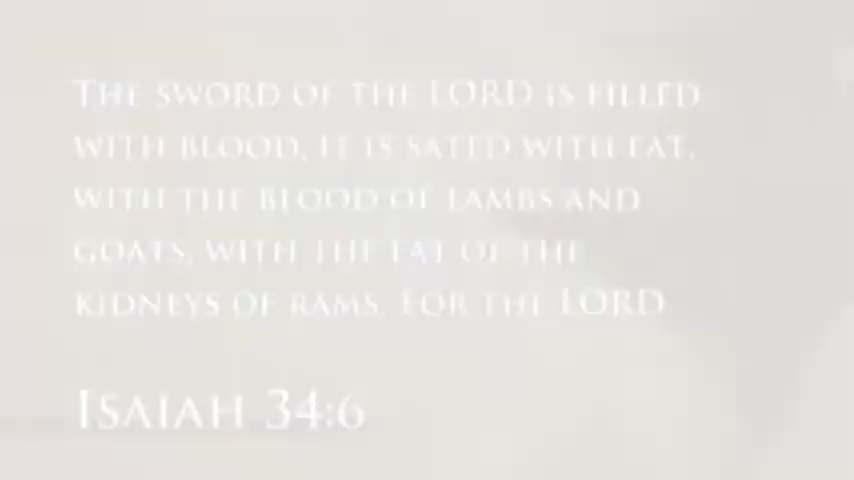 The sword of the LORD is filled
with blood, it is sated with fat,
with the blood of lambs and
goats, with the fat of the
kidneys of rams. For the LORD
Isaiah 34:6